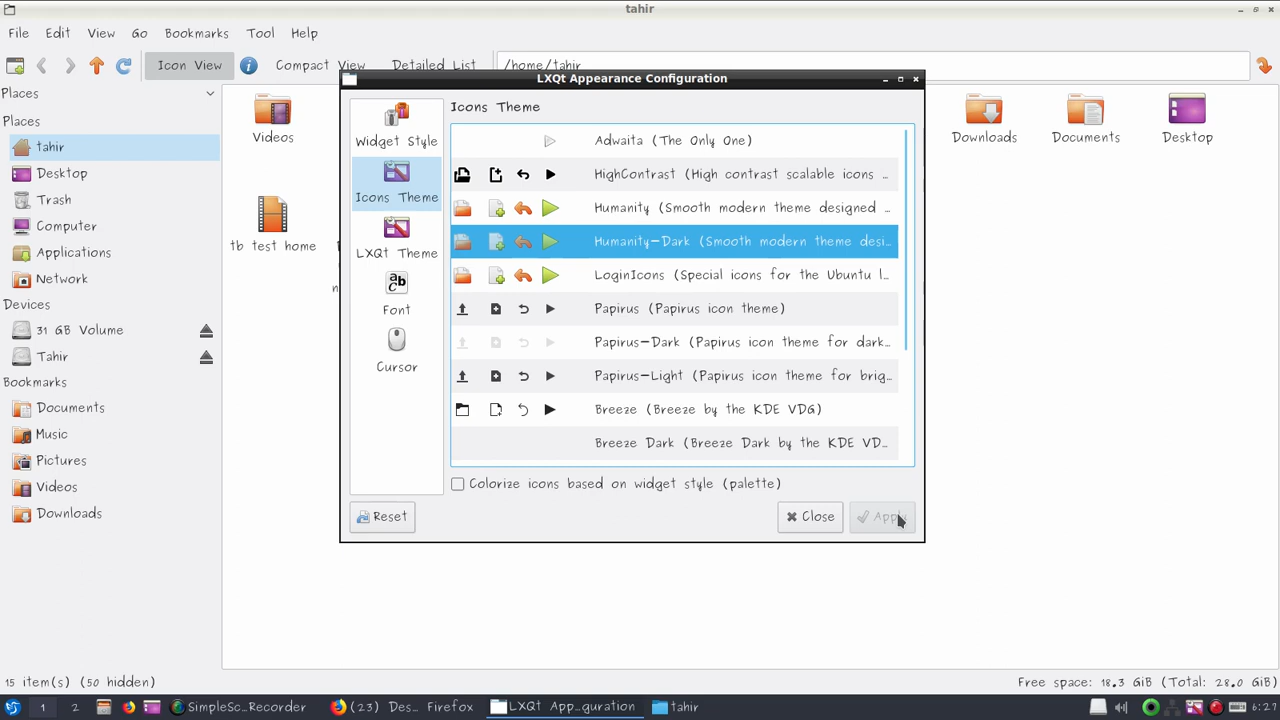 tahir
File Edit View Go Bookmarks Tool Help
Icon View Compact View Detailed List /home/tahir
Places
Places
tahir
Desktop
Trash
Computer
Applications
Network
Devices
31 GB Volume
Tahir
Bookmarks
Documents
Music
Pictures
Videos
Downloads
Videos
tb test home
Downloads
Documents
Desktop
LXQt Appearance Configuration
Widget Style
Icons Theme
LXQt Theme
abc
Font
Cursor
Icons Theme
Adwaita (The Only One)
HighContrast (High contrast scalable icons …
Humanity (Smooth modern theme designed …
Humanity-Dark (Smooth modern theme desi…
LoginIcons (Special icons for the Ubuntu l…
Papirus (Papirus icon theme)
Papirus-Dark (Papirus icon theme for dark…
Papirus-Light (Papirus icon theme for brig…
Breeze (Breeze by the KDE VDG)
Breeze Dark (Breeze Dark by the KDE VD…
Colorize icons based on widget style (palette)
Reset Close
15 item(s) (50 hidden) Free space: 18.3 GiB (Total: 28.0 GiB)
1 2 SimpleSc…Recorder (23) Des… Firefox LXQt App…guration tahir